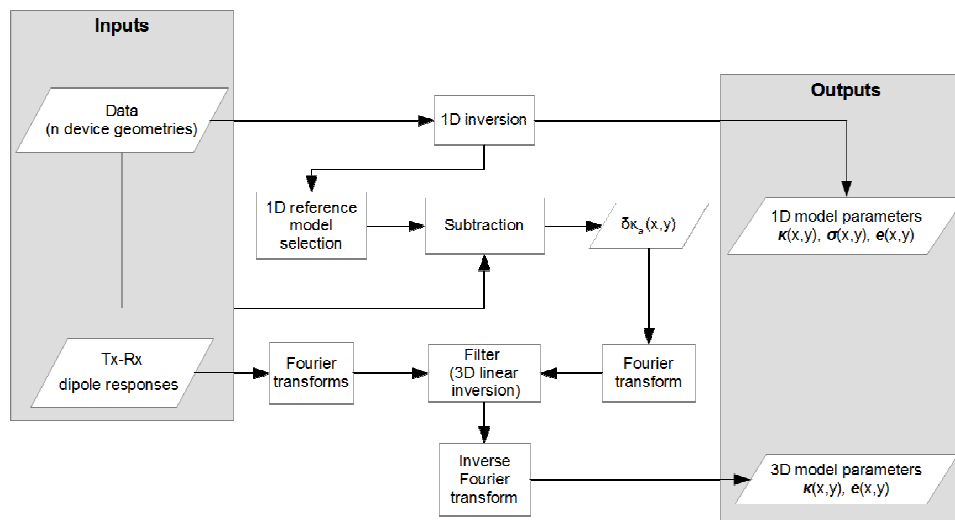 Inputs
Data
(n device geometries)
1D inversion
Outputs
1D reference
model
selection
Subtraction
δκa(x,y)
1D model parameters
κ(x,y), σ(x,y), e(x,y)
Tx-Rx
dipole responses
Fourier
transforms
Filter
(3D linear
inversion)
Fourier
transform
Inverse
Fourier
transform
3D model parameters
κ(x,y), e(x,y)